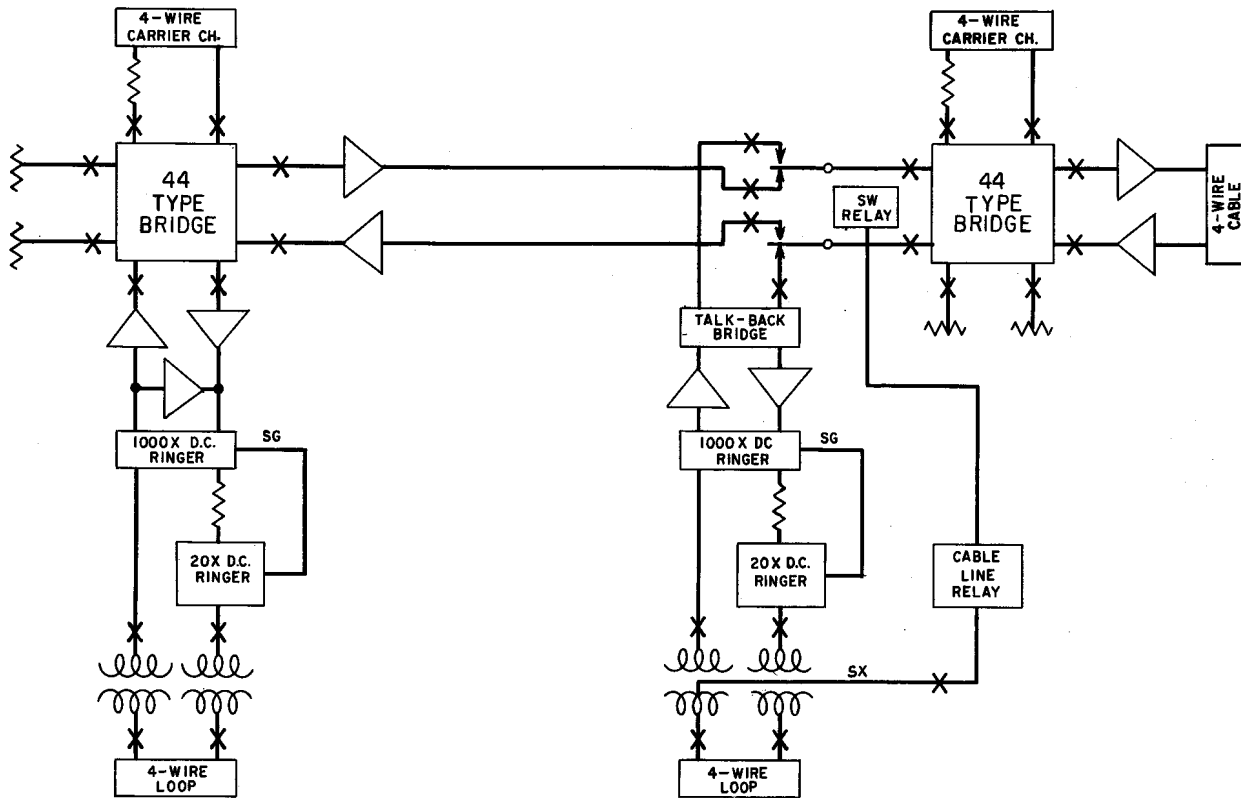 4-WIRE
CARRIER CH.
4-WIRE
CARRIER CH.
44
TYPE
BRIDGE
SW
RELAY
44
TYPE
BRIDGE
4-WIRE
CABLE
TALK-BACK
BRIDGE
1000X D.C.
RINGER
SG
1000X DC
RINGER
SG
20X D.C.
RINGER
20X D.C.
RINGER
CABLE
LINE
RELAY
SX
4-WIRE
LOOP
4-WIRE
LOOP